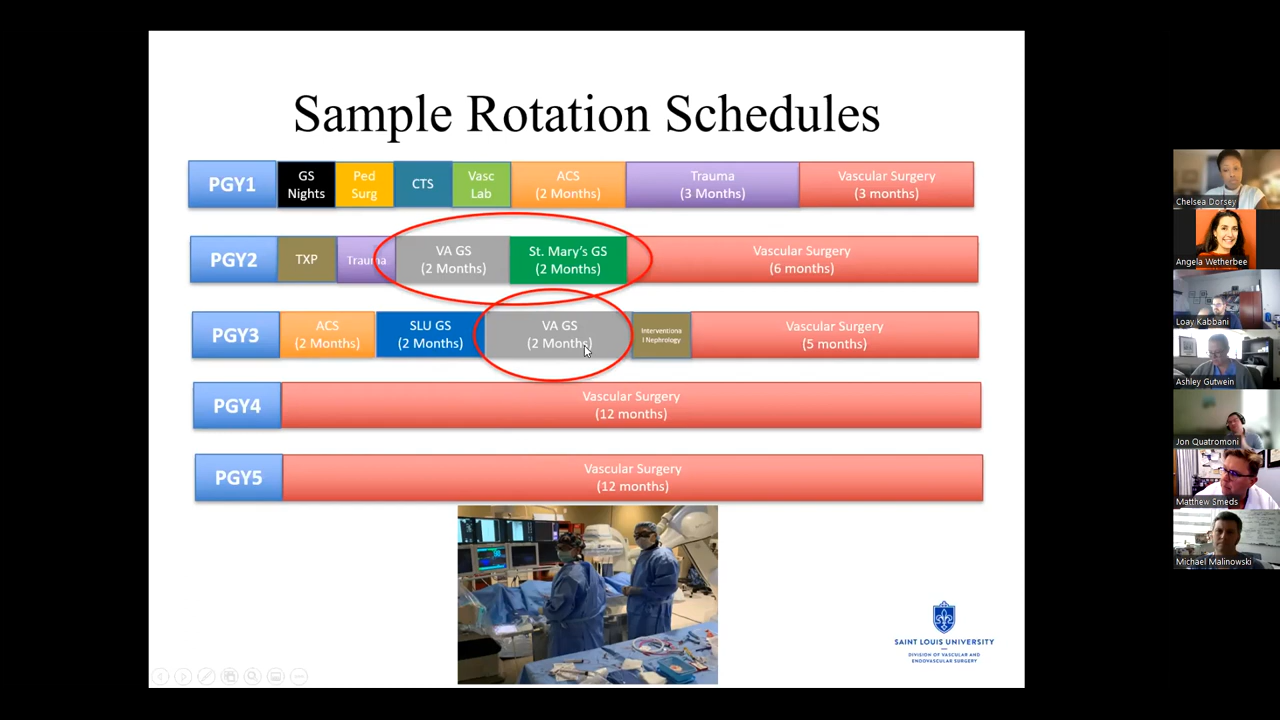 Sample Rotation Schedules
PGY1
GS
Nights
Ped
Surg
CTS
Vasc
Lab
ACS
(2 Months)
Trauma
(3 Months)
Vascular Surgery
(3 months)
PGY2
TXP
Trauma
VA GS
(2 Months)
St. Mary's GS
(2 Months)
Vascular Surgery
(6 months)
PGY3
ACS
(2 Months)
SLU GS
(2 Months)
VA GS
(2 Months)
Interventiona
l Nephrology
Vascular Surgery
(5 months)
PGY4
Vascular Surgery
(12 months)
PGY5
Vascular Surgery
(12 months)
SAINT LOUIS UNIVERSITY
DIVISION OF VASCULAR AND
ENDOVASCULAR SURGERY
Chelsea Dorsey
Angela Wetherbee
Loay Kabbani
Ashley Gutwein
Jon Quatromoni
Matthew Smeds
Michael Malinowski